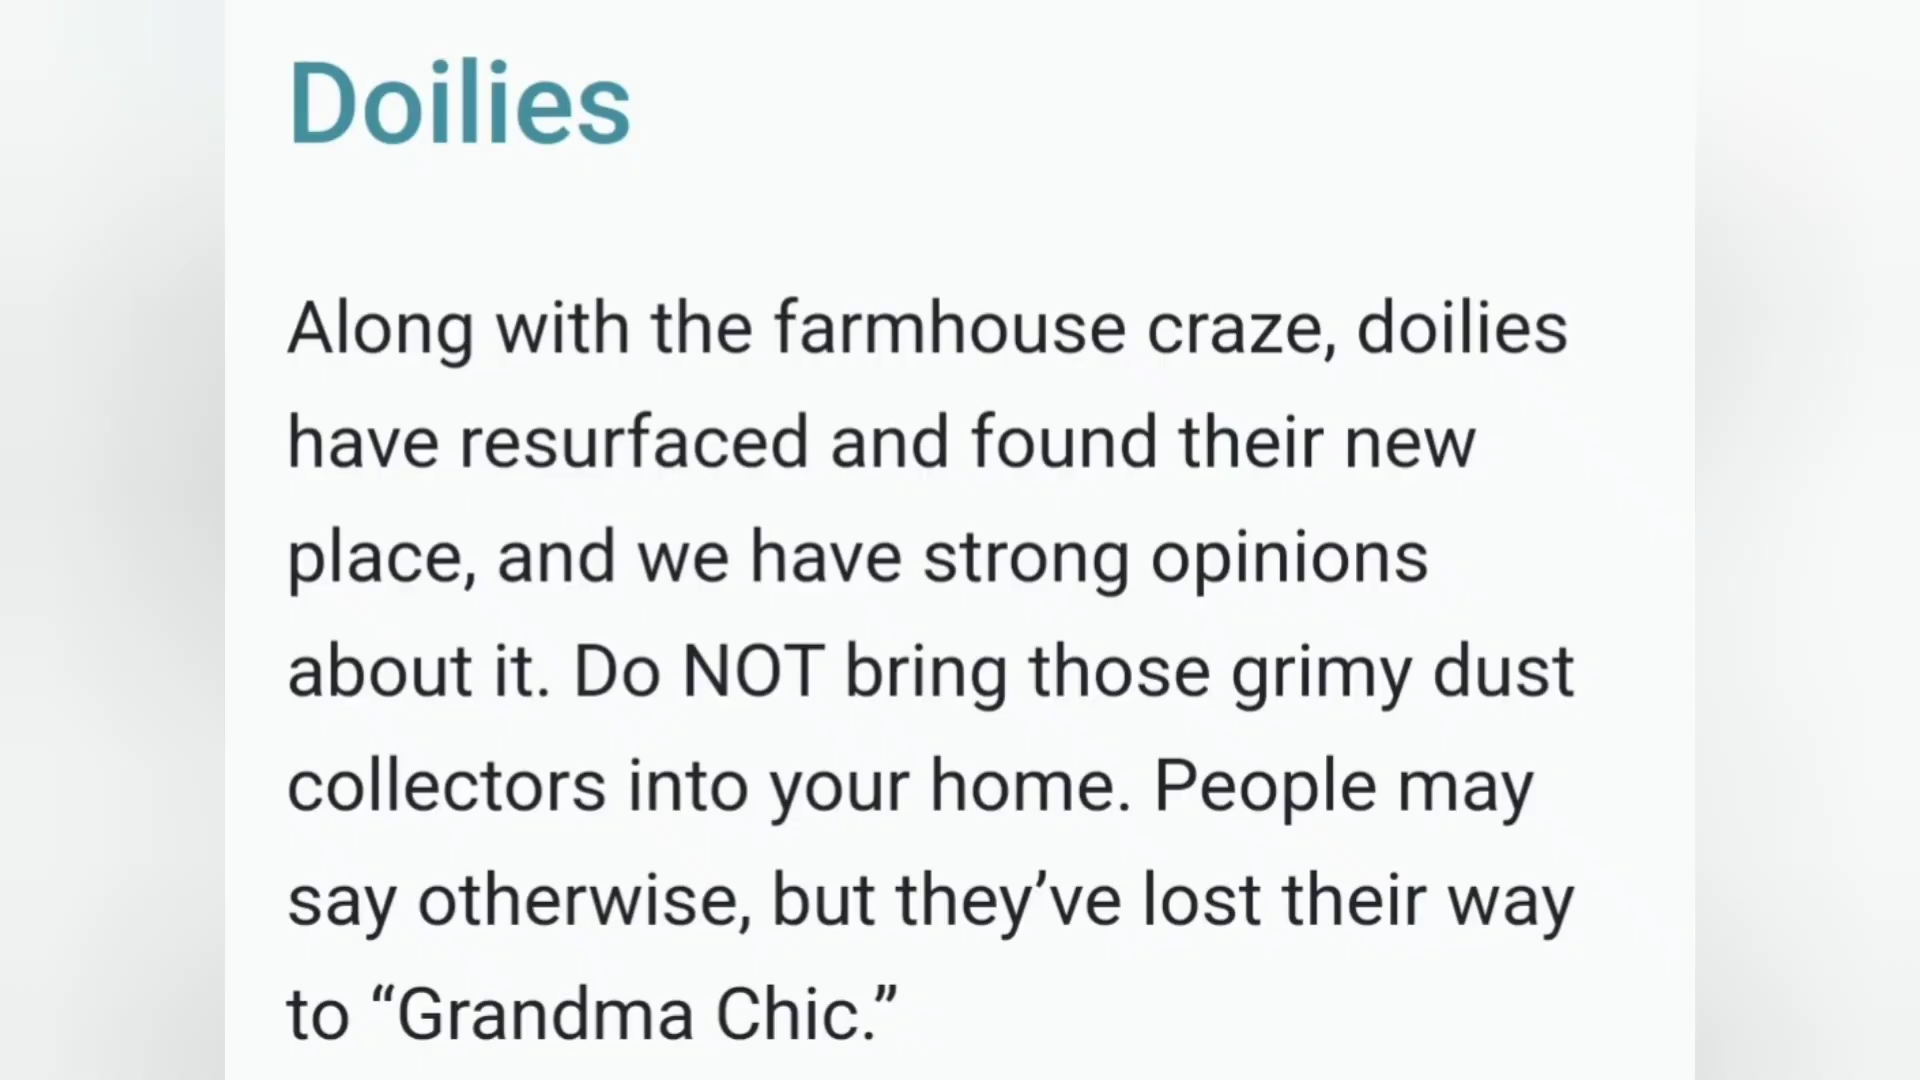 Doilies
Along with the farmhouse craze, doilies
have resurfaced and found their new
place, and we have strong opinions
about it. Do NOT bring those grimy dust
collectors into your home. People may
say otherwise, but they’ve lost their way
to “Grandma Chic.”